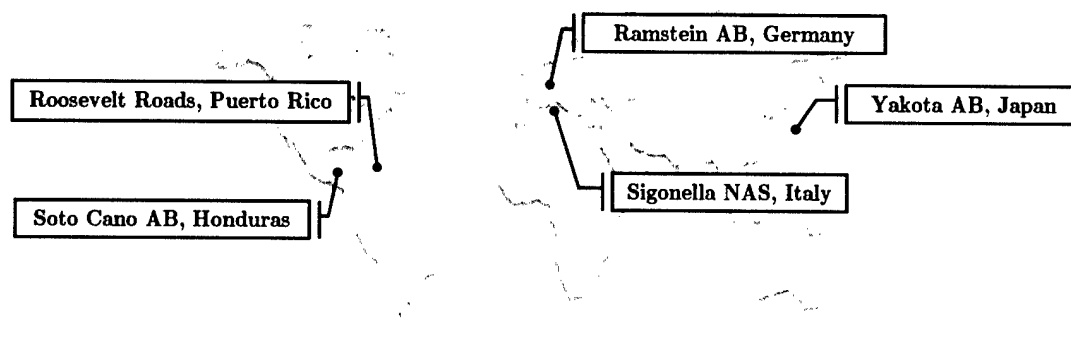 Ramstein AB, Germany
Roosevelt Roads, Puerto Rico
Yakota AB, Japan
Sigonella NAS, Italy
Soto Cano AB, Honduras